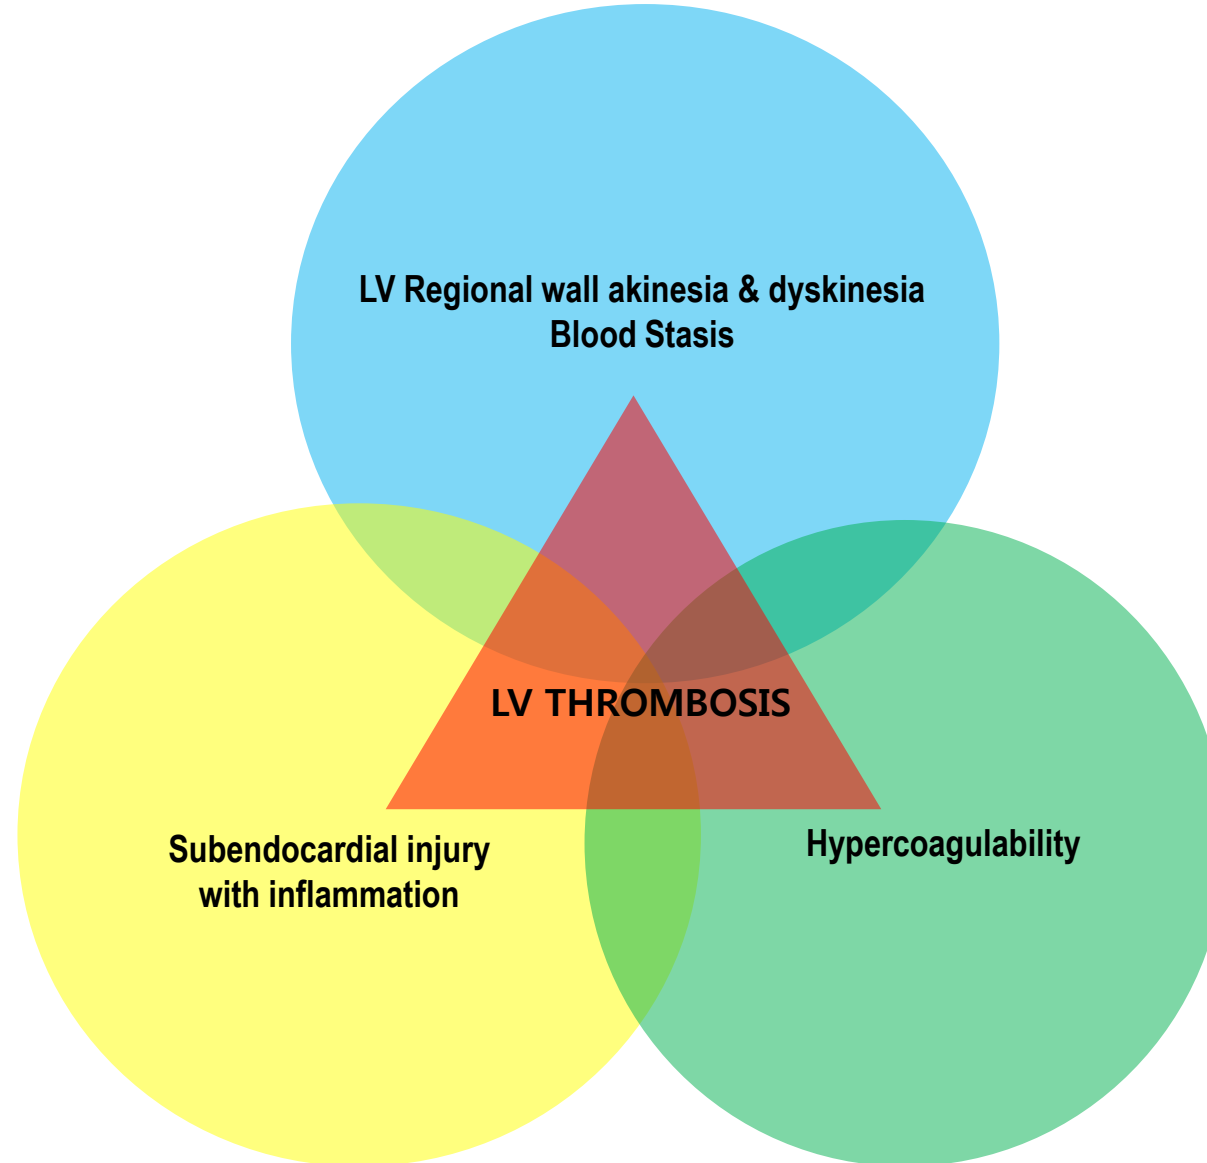 LV Regional wall akinesia & dyskinesia
Blood Stasis
LV THROMBOSIS
Subendocardial injury
with inflammation
Hypercoagulability